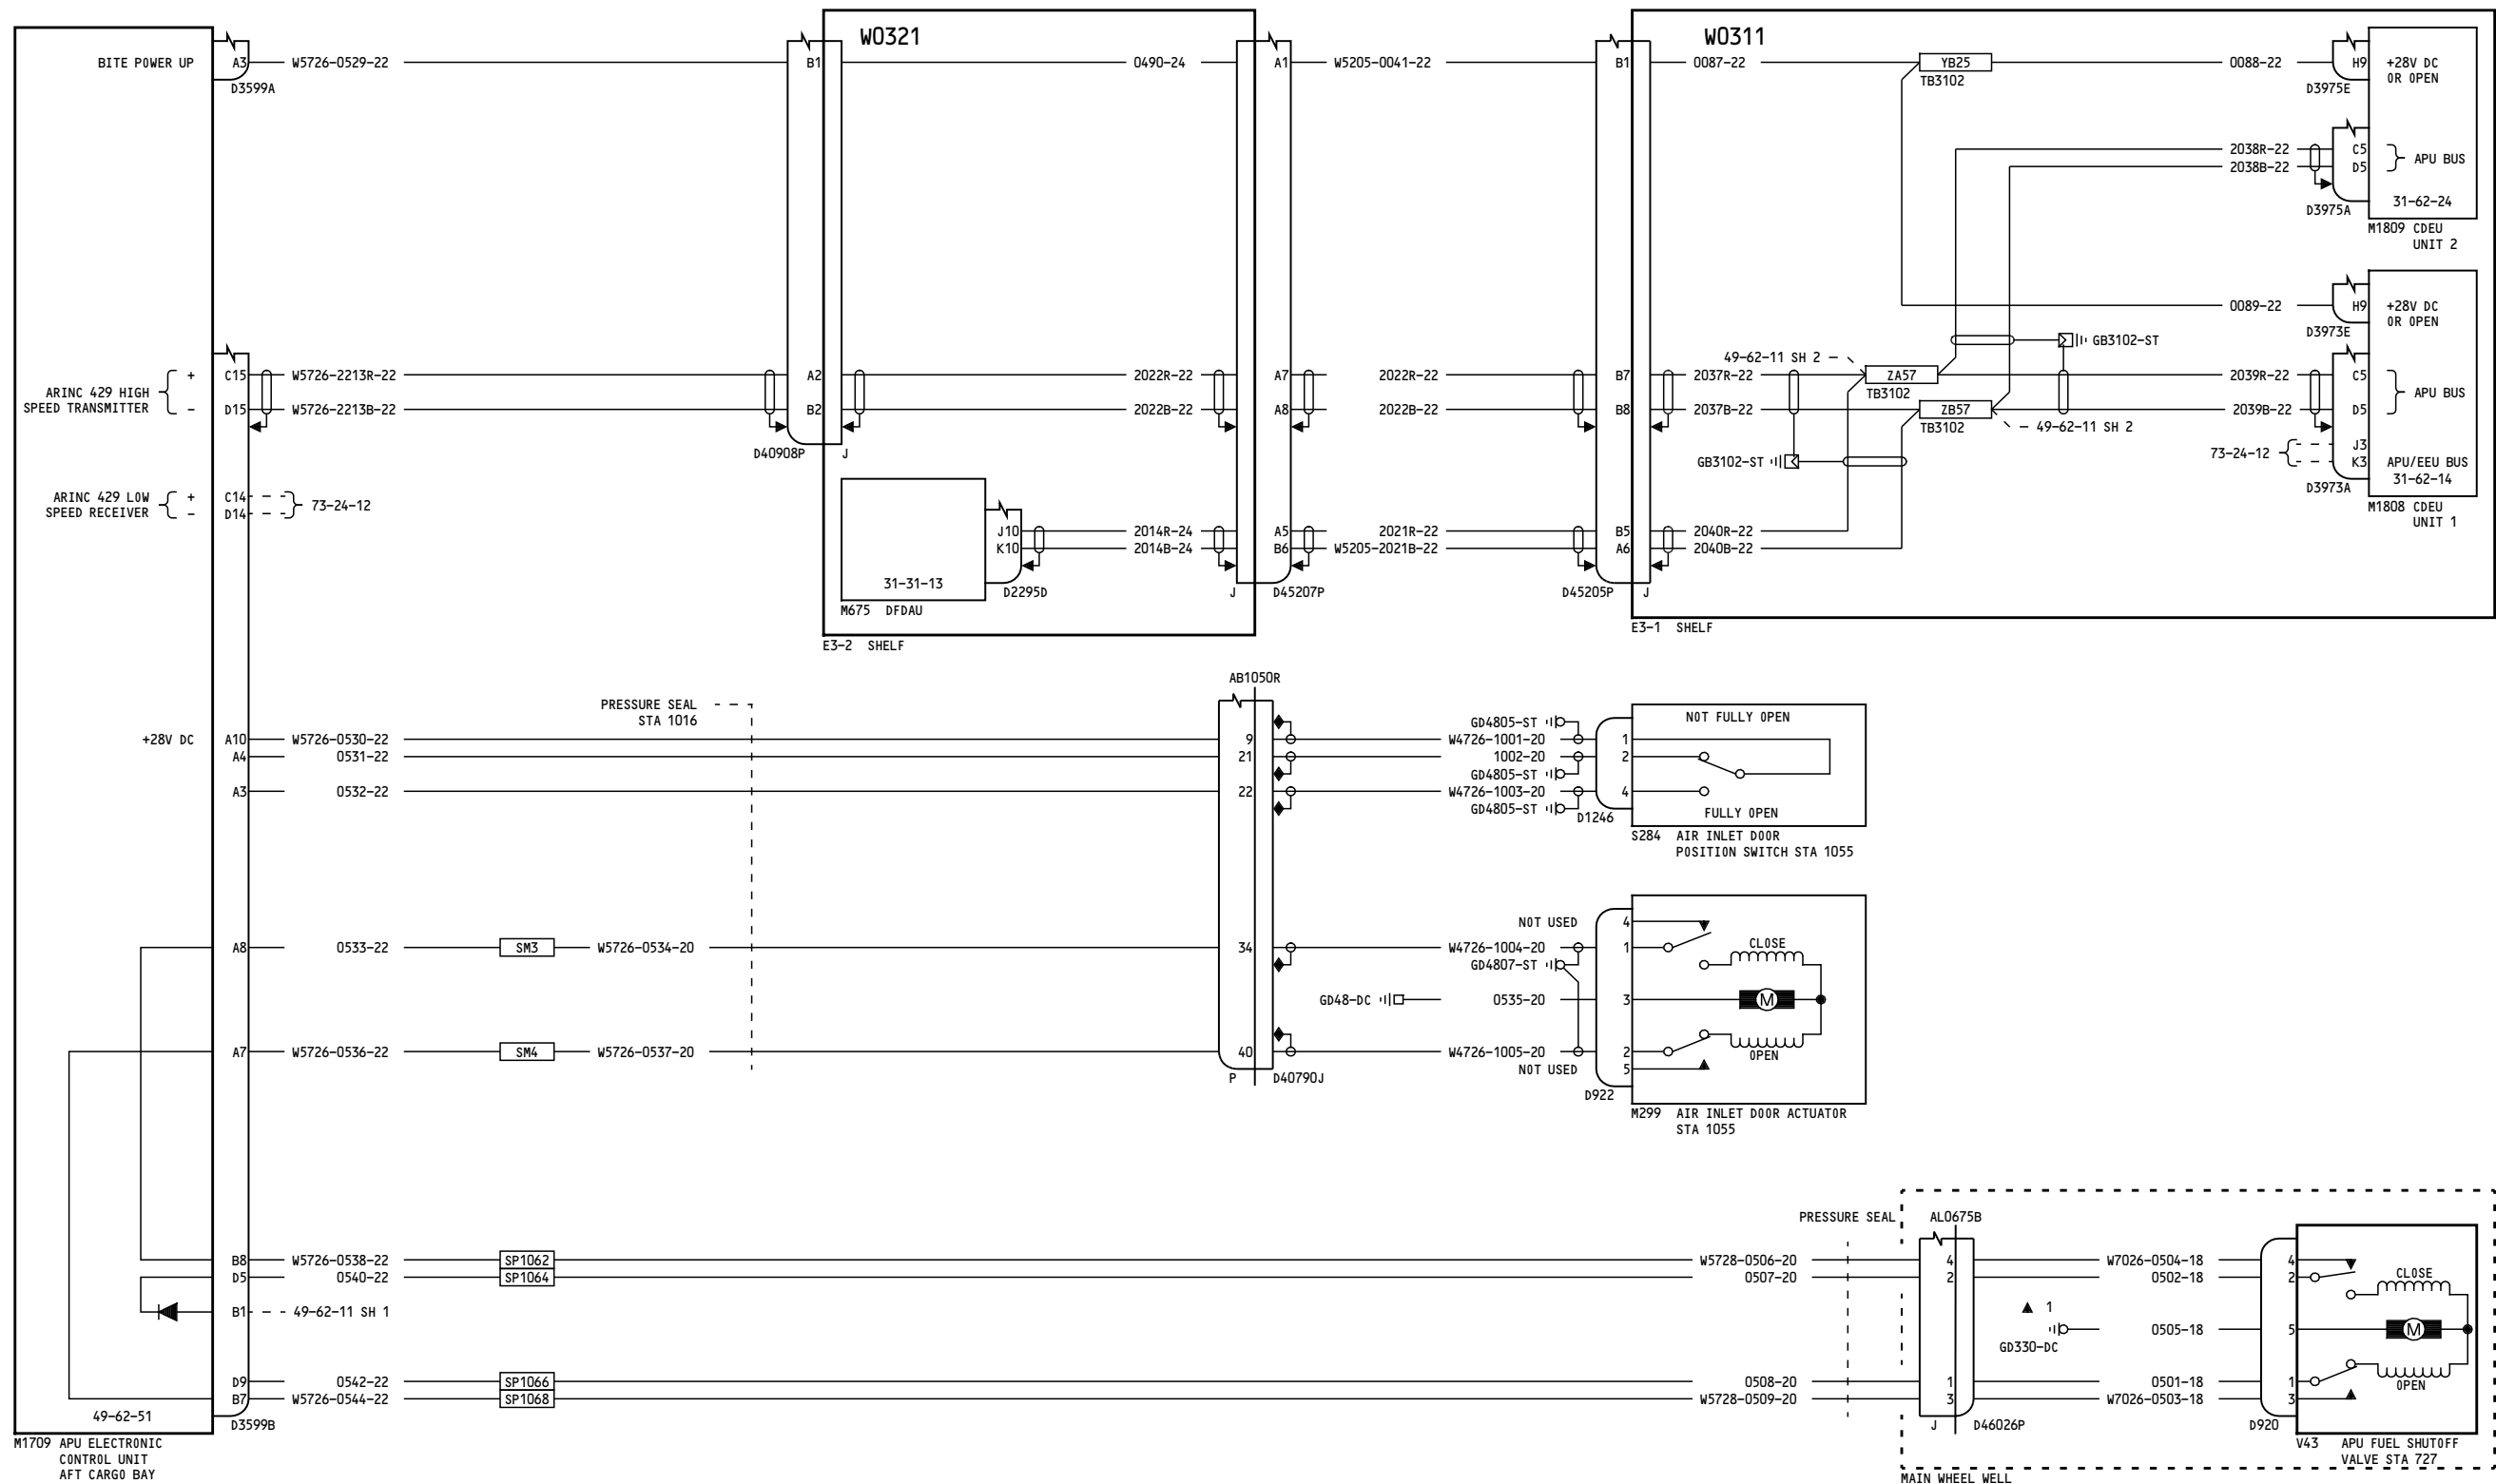 W0321
W0311
BITE POWER UP
A3
W5726-0529-22
D3599A
B1
0490-24
A1
W5205-0041-22
B1
0087-22
YB25
TB3102
0088-22
H9
+28V DC
OR OPEN
D3975E
2038R-22
C5
2038B-22
D5
APU BUS
31-62-24
D3975A
M1809 CDEU
UNIT 2
0089-22
H9
+28V DC
OR OPEN
D3973E
GB3102-ST
49-62-11 SH 2
ARINC 429 HIGH
SPEED TRANSMITTER
+
-
C15
W5726-2213R-22
A2
2022R-22
A7
2022R-22
B7
2037R-22
ZA57
TB3102
2039R-22
C5
D15
W5726-2213B-22
B2
2022B-22
A8
2022B-22
B8
2037B-22
ZB57
TB3102
2039B-22
D5
APU BUS
49-62-11 SH 2
D40908P
J
GB3102-ST
73-24-12
J3
K3
APU/EEU BUS
31-62-14
D3973A
M1808 CDEU
UNIT 1
ARINC 429 LOW
SPEED RECEIVER
+
-
C14
D14
73-24-12
J10
2014R-24
A5
2021R-22
B5
2040R-22
K10
2014B-24
B6
W5205-2021B-22
A6
2040B-22
31-31-13
D2295D
M675 DFDAU
J
D45207P
D45205P
J
E3-2 SHELF
E3-1 SHELF
AB1050R
PRESSURE SEAL
STA 1016
GD4805-ST
NOT FULLY OPEN
+28V DC
A10
W5726-0530-22
9
W4726-1001-20
1
A4
0531-22
21
1002-20
2
GD4805-ST
A3
0532-22
22
W4726-1003-20
4
GD4805-ST
D1246
FULLY OPEN
S284 AIR INLET DOOR
POSITION SWITCH STA 1055
NOT USED
4
A8
0533-22
SM3
W5726-0534-20
34
W4726-1004-20
1
CLOSE
GD4807-ST
GD48-DC
0535-20
3
M
A7
W5726-0536-22
SM4
W5726-0537-20
40
W4726-1005-20
2
OPEN
NOT USED
5
P
D40790J
D922
M299 AIR INLET DOOR ACTUATOR
STA 1055
PRESSURE SEAL
AL0675B
B8
W5726-0538-22
SP1062
W5728-0506-20
4
W7026-0504-18
4
D5
0540-22
SP1064
0507-20
2
0502-18
2
CLOSE
B1
49-62-11 SH 1
1
0505-18
5
M
GD330-DC
D9
0542-22
SP1066
0508-20
1
0501-18
1
OPEN
B7
W5726-0544-22
SP1068
W5728-0509-20
3
W7026-0503-18
3
49-62-51
D3599B
J
D46026P
D920
V43 APU FUEL SHUTOFF
VALVE STA 727
M1709 APU ELECTRONIC
CONTROL UNIT
AFT CARGO BAY
MAIN WHEEL WELL